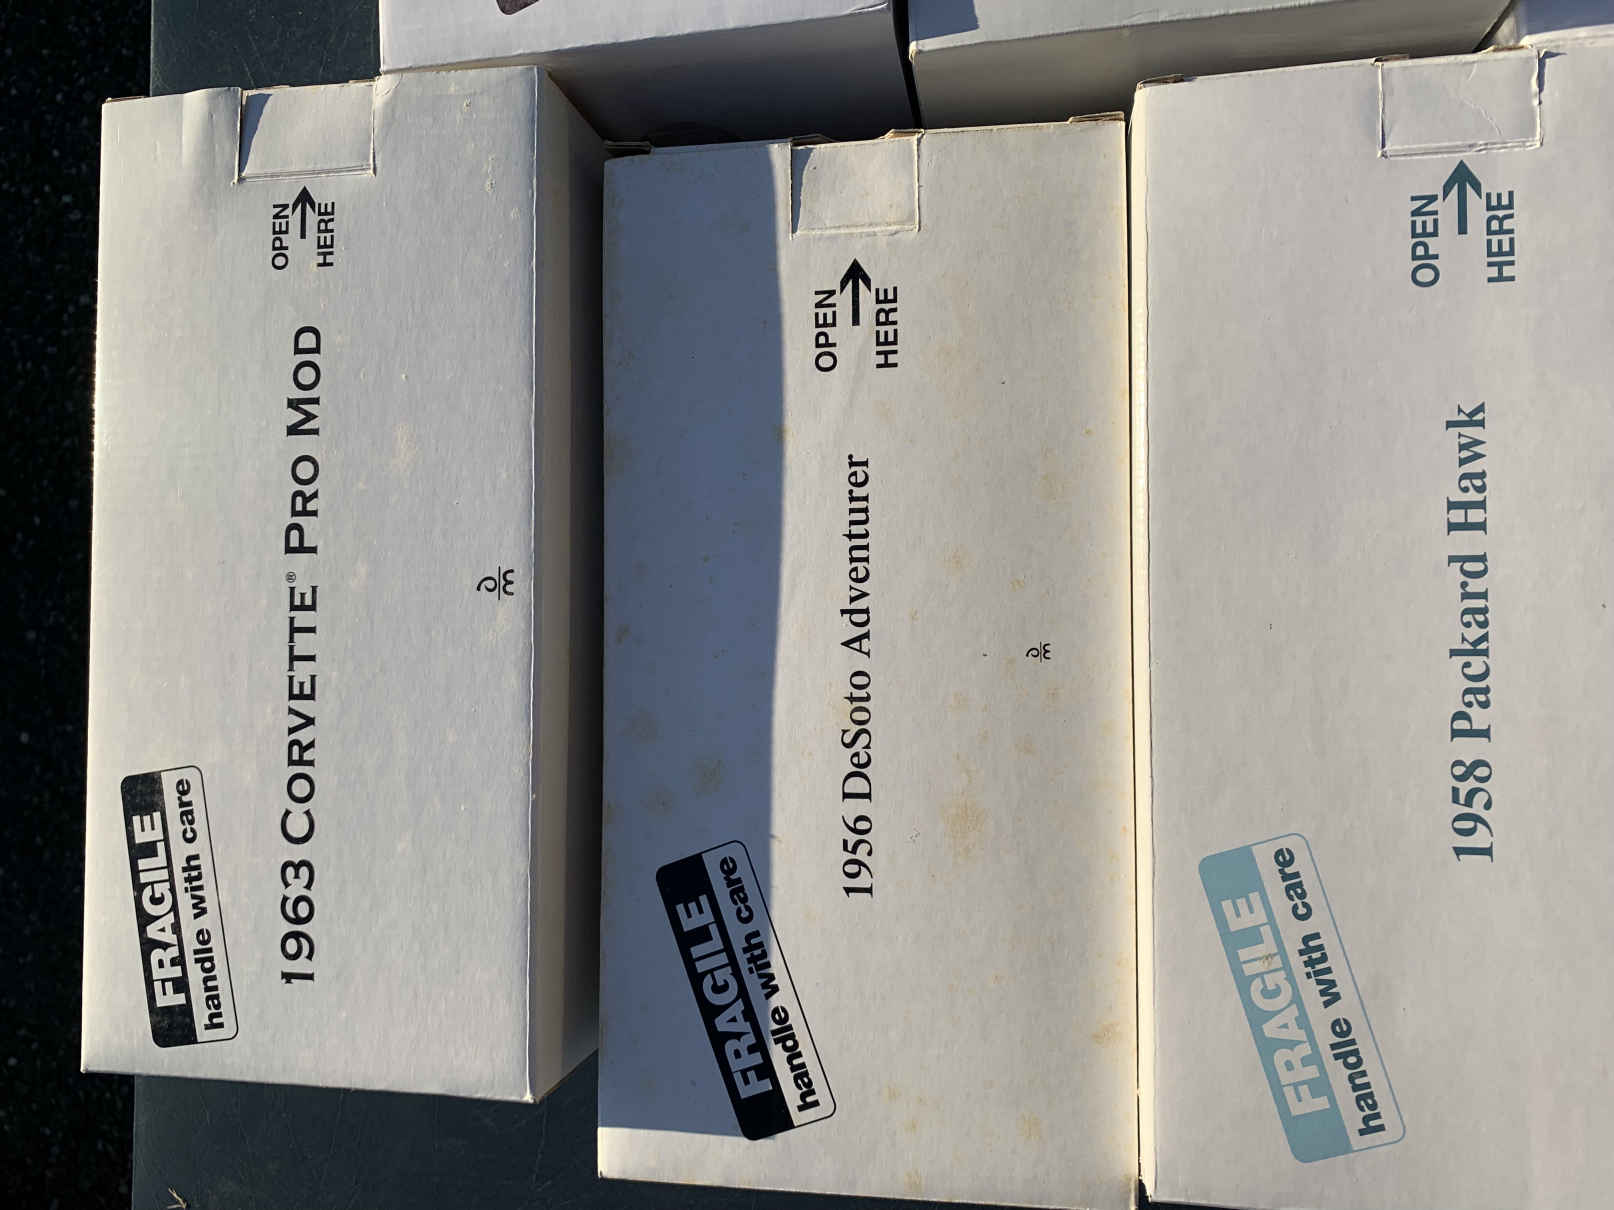 FRAGILE
handle with care
1963 CORVETTE® PRO MOD
OPEN
HERE
FRAGILE
handle with care
1956 DeSoto Adventurer
OPEN
HERE
FRAGILE
handle with care
1958 Packard Hawk
OPEN
HERE